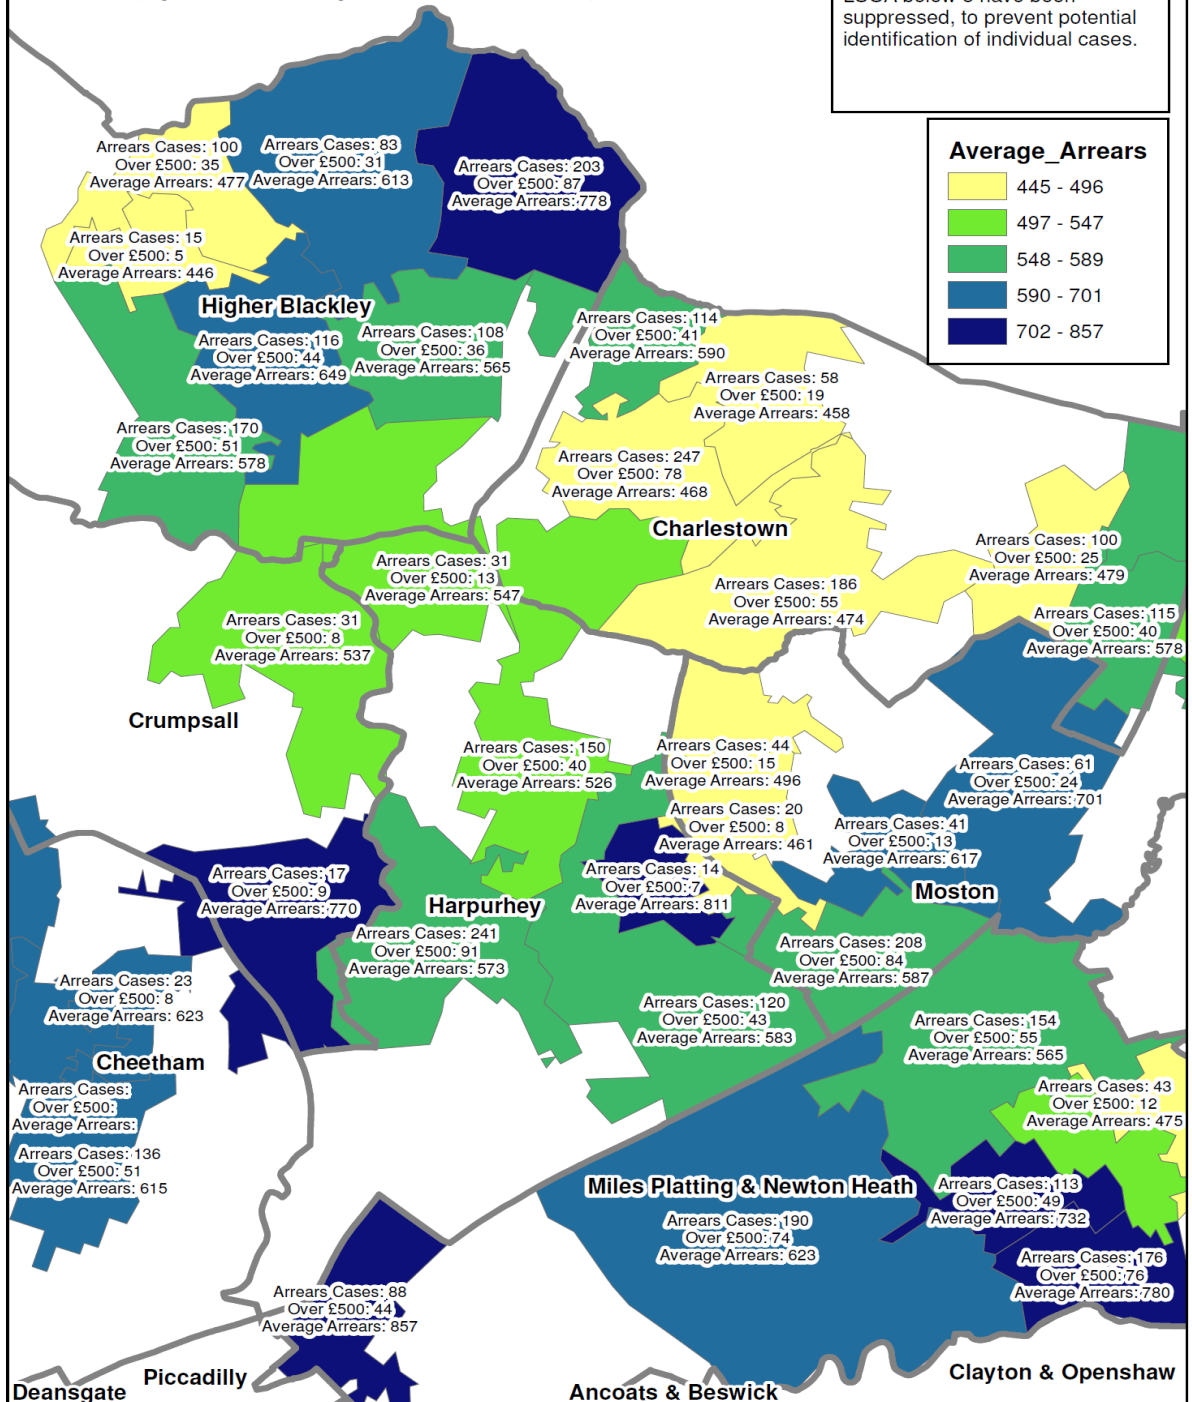 suppressed, to prevent potential
identification of individual cases.
Average_Arrears
445 - 496
497 - 547
548 - 589
590 - 701
702 - 857
Arrears Cases: 100
Over £500: 35
Average Arrears: 477
Arrears Cases: 83
Over £500: 31
Average Arrears: 613
Arrears Cases: 203
Over £500: 87
Average Arrears: 778
Arrears Cases: 15
Over £500: 5
Average Arrears: 446
Higher Blackley
Arrears Cases: 116
Over £500: 44
Average Arrears: 649
Arrears Cases: 108
Over £500: 36
Average Arrears: 565
Arrears Cases: 114
Over £500: 41
Average Arrears: 590
Arrears Cases: 58
Over £500: 19
Average Arrears: 458
Arrears Cases: 170
Over £500: 51
Average Arrears: 578
Arrears Cases: 247
Over £500: 78
Average Arrears: 468
Charlestown
Arrears Cases: 100
Over £500: 25
Average Arrears: 479
Arrears Cases: 31
Over £500: 13
Average Arrears: 547
Arrears Cases: 186
Over £500: 55
Average Arrears: 474
Arrears Cases: 115
Over £500: 40
Average Arrears: 578
Arrears Cases: 31
Over £500: 8
Average Arrears: 537
Crumpsall
Arrears Cases: 150
Over £500: 40
Average Arrears: 526
Arrears Cases: 44
Over £500: 15
Average Arrears: 496
Arrears Cases: 61
Over £500: 24
Average Arrears: 701
Arrears Cases: 20
Over £500: 8
Average Arrears: 461
Arrears Cases: 41
Over £500: 13
Average Arrears: 617
Arrears Cases: 17
Over £500: 9
Average Arrears: 770
Arrears Cases: 14
Over £500: 7
Average Arrears: 811
Moston
Harpurhey
Arrears Cases: 241
Over £500: 91
Average Arrears: 573
Arrears Cases: 208
Over £500: 84
Average Arrears: 587
Arrears Cases: 23
Over £500: 8
Average Arrears: 623
Arrears Cases: 120
Over £500: 43
Average Arrears: 583
Arrears Cases: 154
Over £500: 55
Average Arrears: 565
Cheetham
Arrears Cases:
Over £500:
Average Arrears:
Arrears Cases: 43
Over £500: 12
Average Arrears: 475
Arrears Cases: 136
Over £500: 51
Average Arrears: 615
Miles Platting & Newton Heath
Arrears Cases: 113
Over £500: 49
Average Arrears: 732
Arrears Cases: 190
Over £500: 74
Average Arrears: 623
Arrears Cases: 176
Over £500: 76
Average Arrears: 780
Arrears Cases: 88
Over £500: 44
Average Arrears: 857
Piccadilly
Clayton & Openshaw
Deansgate
Ancoats & Beswick